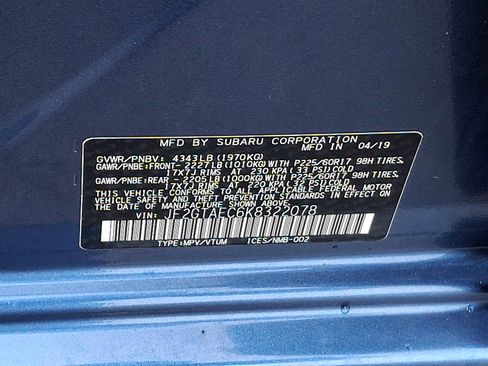 MFD BY SUBARU CORPORATION
MFD IN 04/19
GVWR/PNBV: 4343LB(1970KG)
GAWR/PNBE:FRONT- 2227LB(1010KG)WITH P225/60R17 98H TIRES,
17X7J RIMS AT 230 KPA(33 PSI)COLD
GAWR/PNBE:REAR - 2205LB(1000KG)WITH P225/60R17 98H TIRES,
17X7J RIMS AT 220 KPA(32 PSI)COLD
THIS VEHICLE CONFORMS TO ALL APPLICABLE FEDERAL MOTOR
VEHICLE SAFETY STANDARDS IN EFFECT ON THE DATE OF
MANUFACTURE SHOWN ABOVE.
VIN: JF2GTAEC6K8322078
TYPE:MPV/VTUM ICES/NMB-002